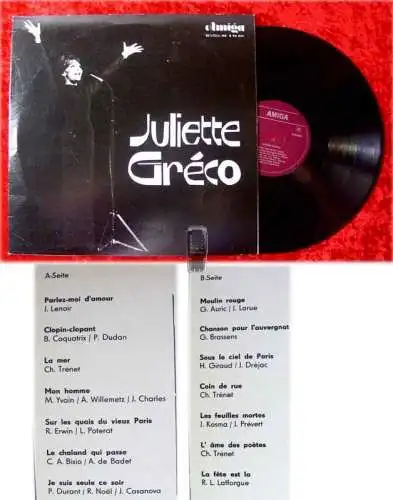 Amiga
Juliette
Gréco
AMIGA
A-Seite
Parlez-moi d'amour
J. Lenoir
Clopin-clopant
B. Coquatrix / P. Dudan
La mer
Ch. Trenet
Mon homme
M. Yvain / A. Willemetz / J. Charles
Sur les quais du vieux Paris
R. Erwin / L. Poterat
Le chaland qui passe
C. A. Bixio / A. de Badet
Je suis seule ce soir
P. Durant / R. Noël / J. Casanova
B-Seite
Moulin rouge
G. Auric / J. Larue
Chanson pour l'auvergnat
G. Brassens
Sous le ciel de Paris
H. Giraud / J. Dréjac
Coin de rue
Ch. Trénet
Les feuilles mortes
J. Kosma / J. Prévert
L' âme des poètes
Ch. Trénet
La fête est la
R. L. Lafforgue